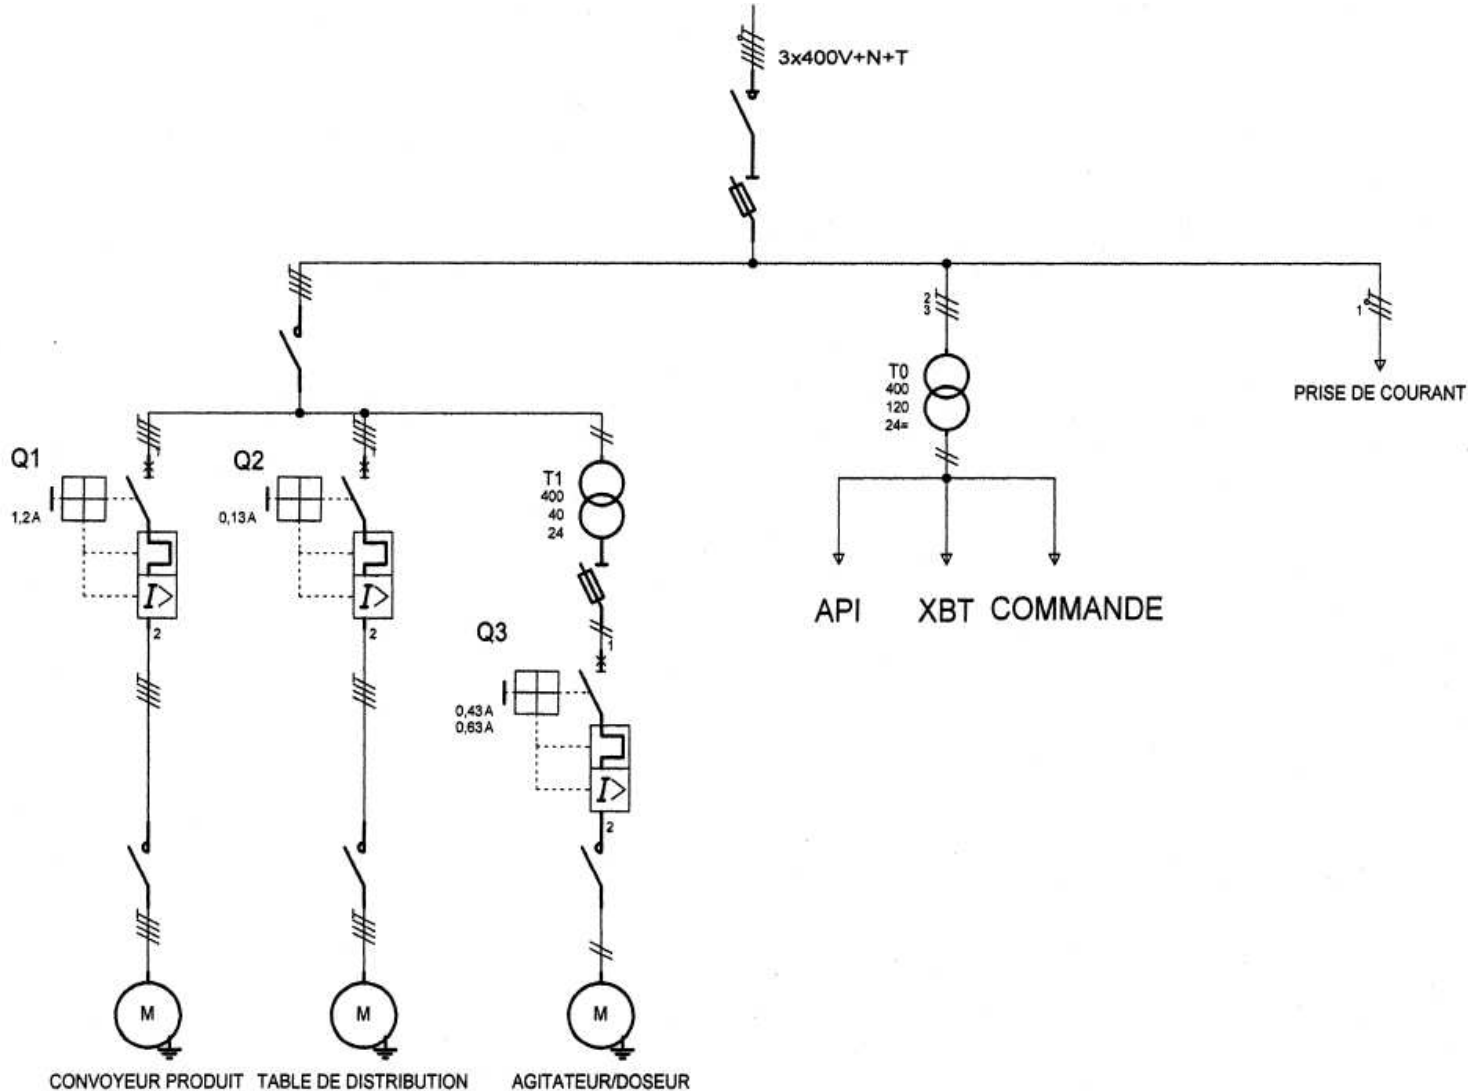 3x400V+N+T
2
3
1
T0
400
120
24=
PRISE DE COURANT
Q1
1,2A
Q2
0,13A
T1
400
40
24
I>
2
I>
2
API
XBT
COMMANDE
1
Q3
0,43A
0,63A
I>
2
M
M
M
CONVOYEUR PRODUIT
TABLE DE DISTRIBUTION
AGITATEUR/DOSEUR